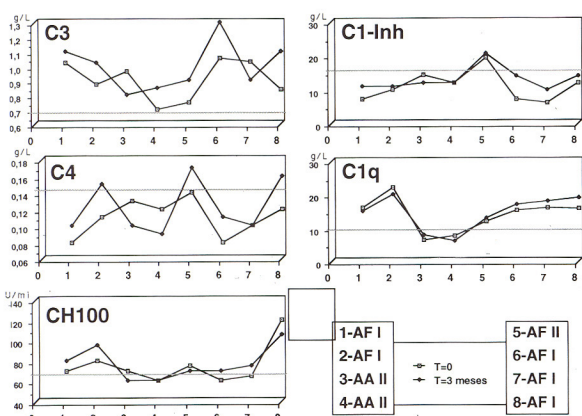 g/L
C3
1,3
1,2
1,1
1,0
0,9
0,8
0,7
0,6
0 1 2 3 4 5 6 7 8
g/L
C1-Inh
30
20
10
0
0 1 2 3 4 5 6 7 8
g/L
C4
0,18
0,16
0,14
0,12
0,10
0,08
0,06
0 1 2 3 4 5 6 7 8
g/L
C1q
30
20
10
0
0 1 2 3 4 5 6 7 8
U/ml
CH100
140
120
100
80
60
40
1-AF I
2-AF I
3-AA II
4-AA II
T=0
T=3 meses
5-AF II
6-AF I
7-AF I
8-AF I